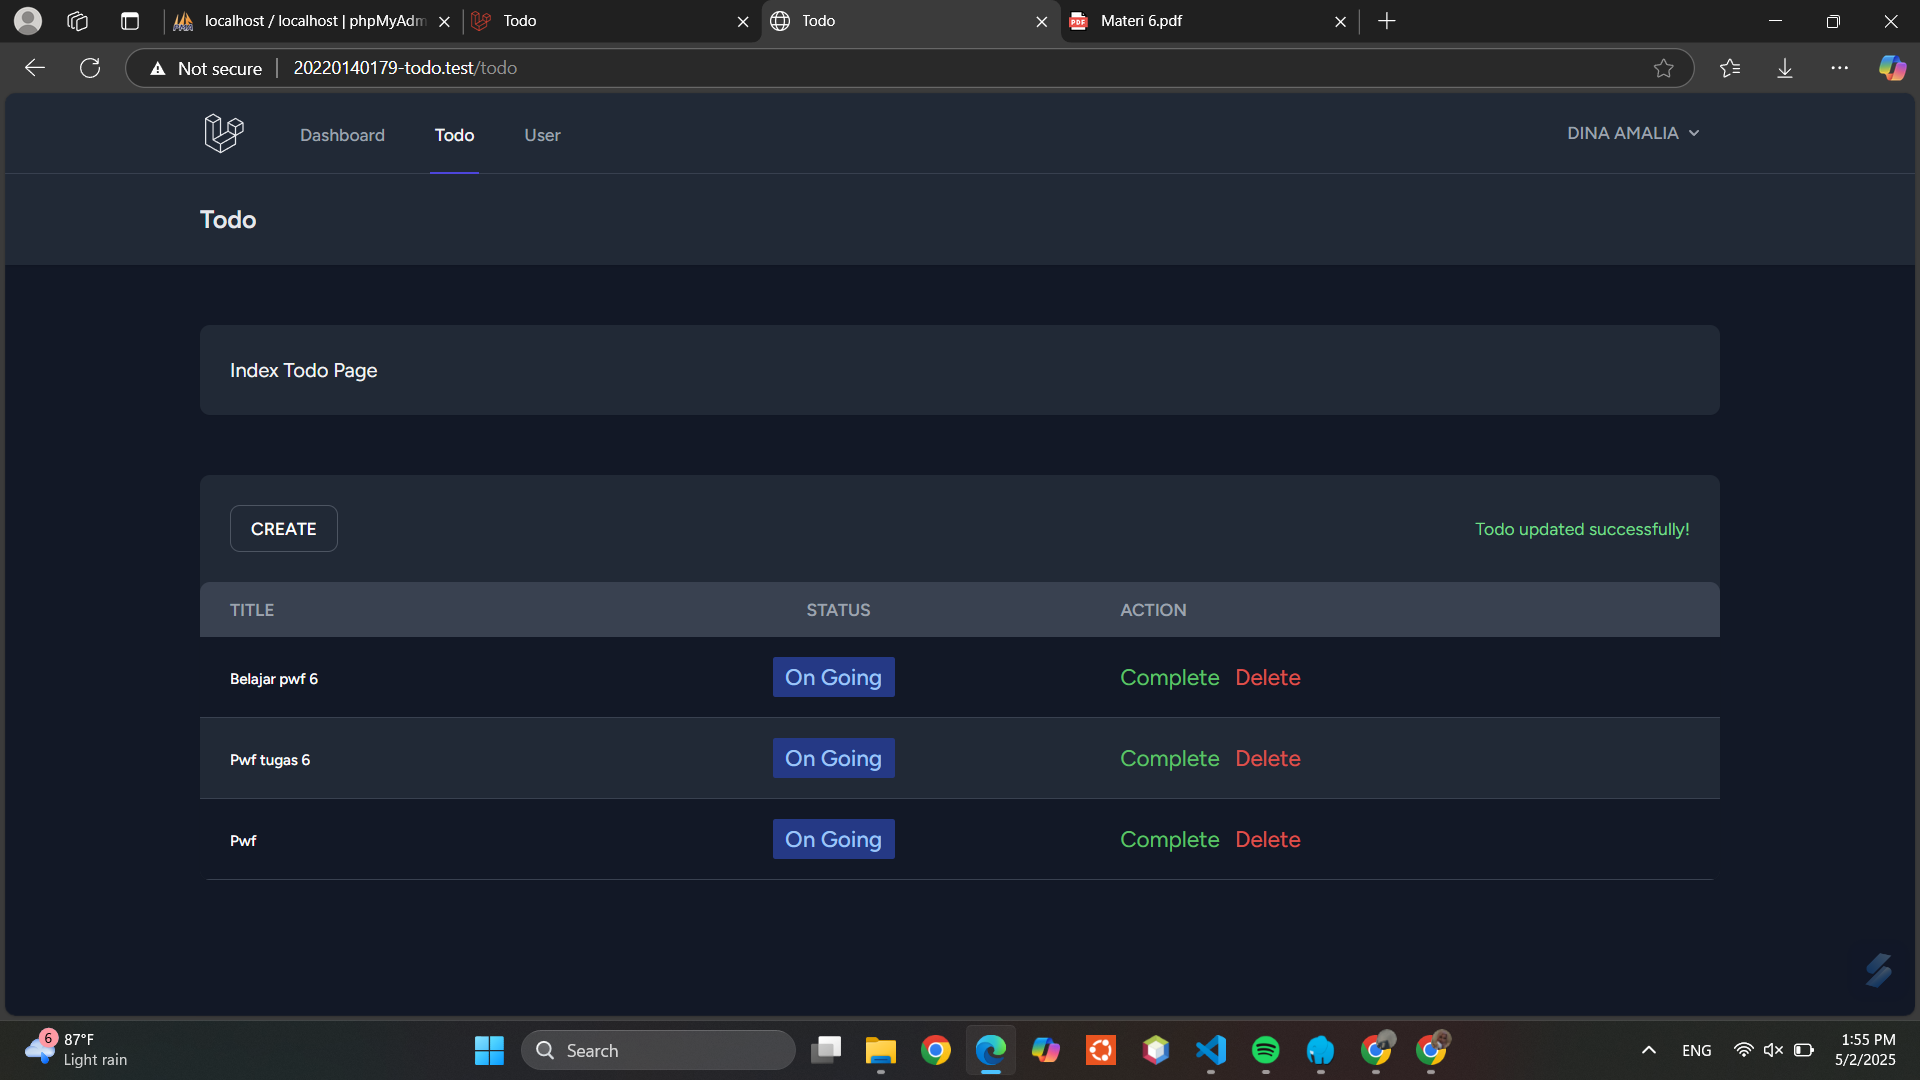 localhost / localhost | phpMyAdm
Todo
Todo
Materi 6.pdf
Not secure
20220140179-todo.test/todo
Dashboard
Todo
User
DINA AMALIA
Todo
Index Todo Page
CREATE
Todo updated successfully!
TITLE STATUS ACTION
Belajar pwf 6 On Going Complete Delete
Pwf tugas 6 On Going Complete Delete
Pwf On Going Complete Delete
6
87°F
Light rain
Search
ENG
1:55 PM
5/2/2025